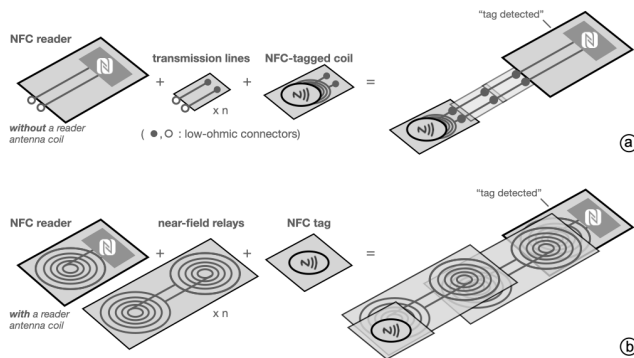 "tag detected"
NFC reader
transmission lines
NFC-tagged coil
+
+
=
x n
without a reader
antenna coil
( ●, ○ : low-ohmic connectors)
a
"tag detected"
NFC reader
near-field relays
NFC tag
+
+
=
x n
with a reader
antenna coil
b